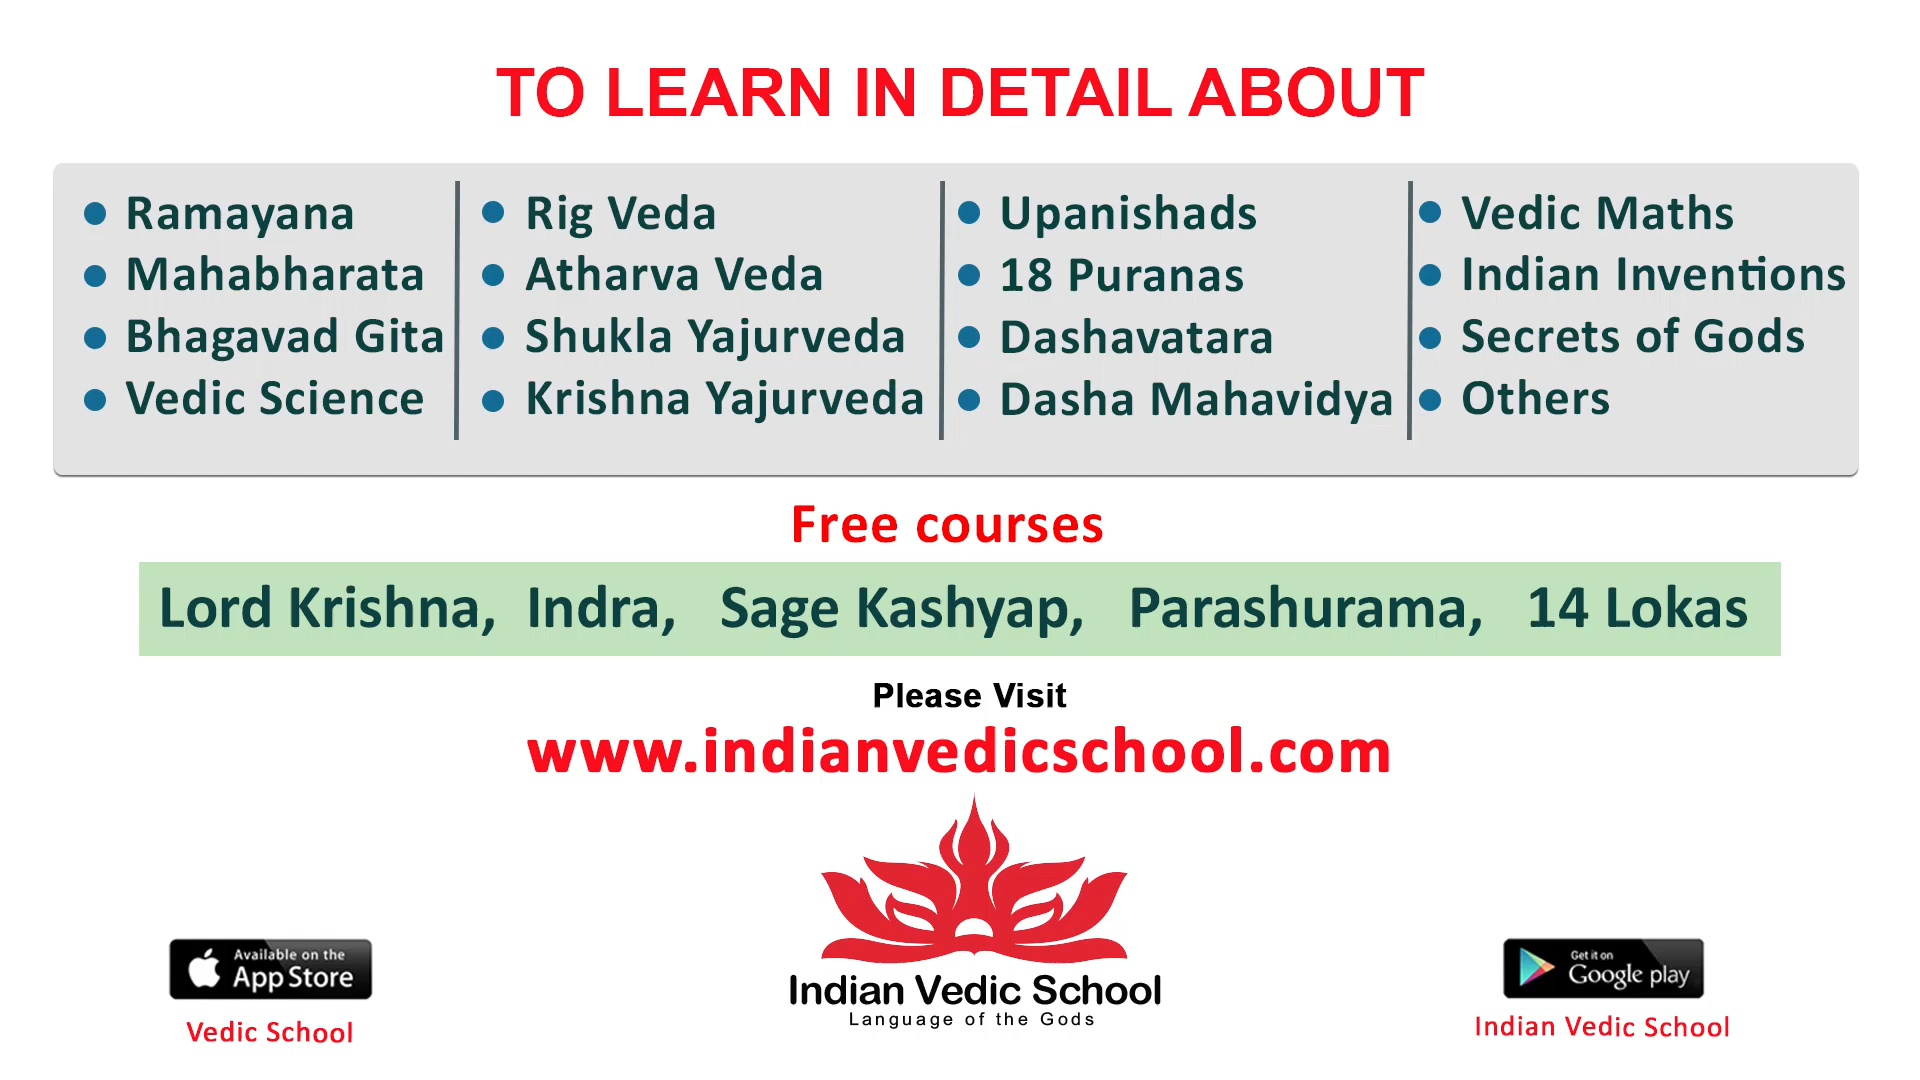 TO LEARN IN DETAIL ABOUT
Ramayana
Mahabharata
Bhagavad Gita
Vedic Science
Rig Veda
Atharva Veda
Shukla Yajurveda
Krishna Yajurveda
Upanishads
18 Puranas
Dashavatara
Dasha Mahavidya
Vedic Maths
Indian Inventions
Secrets of Gods
Others
Free courses
Lord Krishna, Indra, Sage Kashyap, Parashurama, 14 Lokas
Please Visit
www.indianvedicschool.com
Indian Vedic School
Language of the Gods
Available on the
App Store
Vedic School
Get it on
Google play
Indian Vedic School